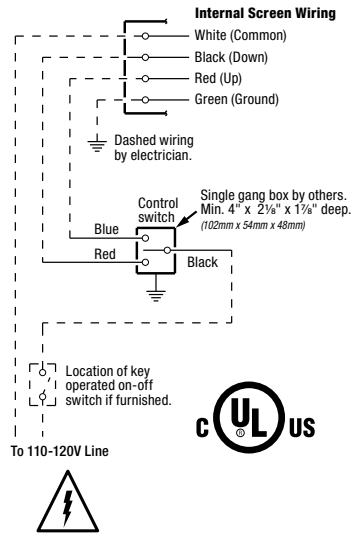 Internal Screen Wiring
White (Common)
Black (Down)
Red (Up)
Green (Ground)
Dashed wiring
by electrician.
Control
switch
Single gang box by others.
Min. 4" x 2⅛" x 1⅞" deep.
(102mm x 54mm x 48mm)
Blue
Red
Black
Location of key
operated on-off
switch if furnished.
To 110-120V Line
C UL US
®